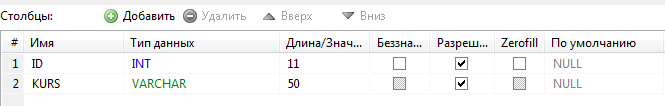 Столбцы: Добавить Удалить Вверх Вниз
# Имя Тип данных Длина/Знач... Беззна... Разреш... Zerofill По умолчанию
1 ID INT 11 NULL
2 KURS VARCHAR 50 NULL